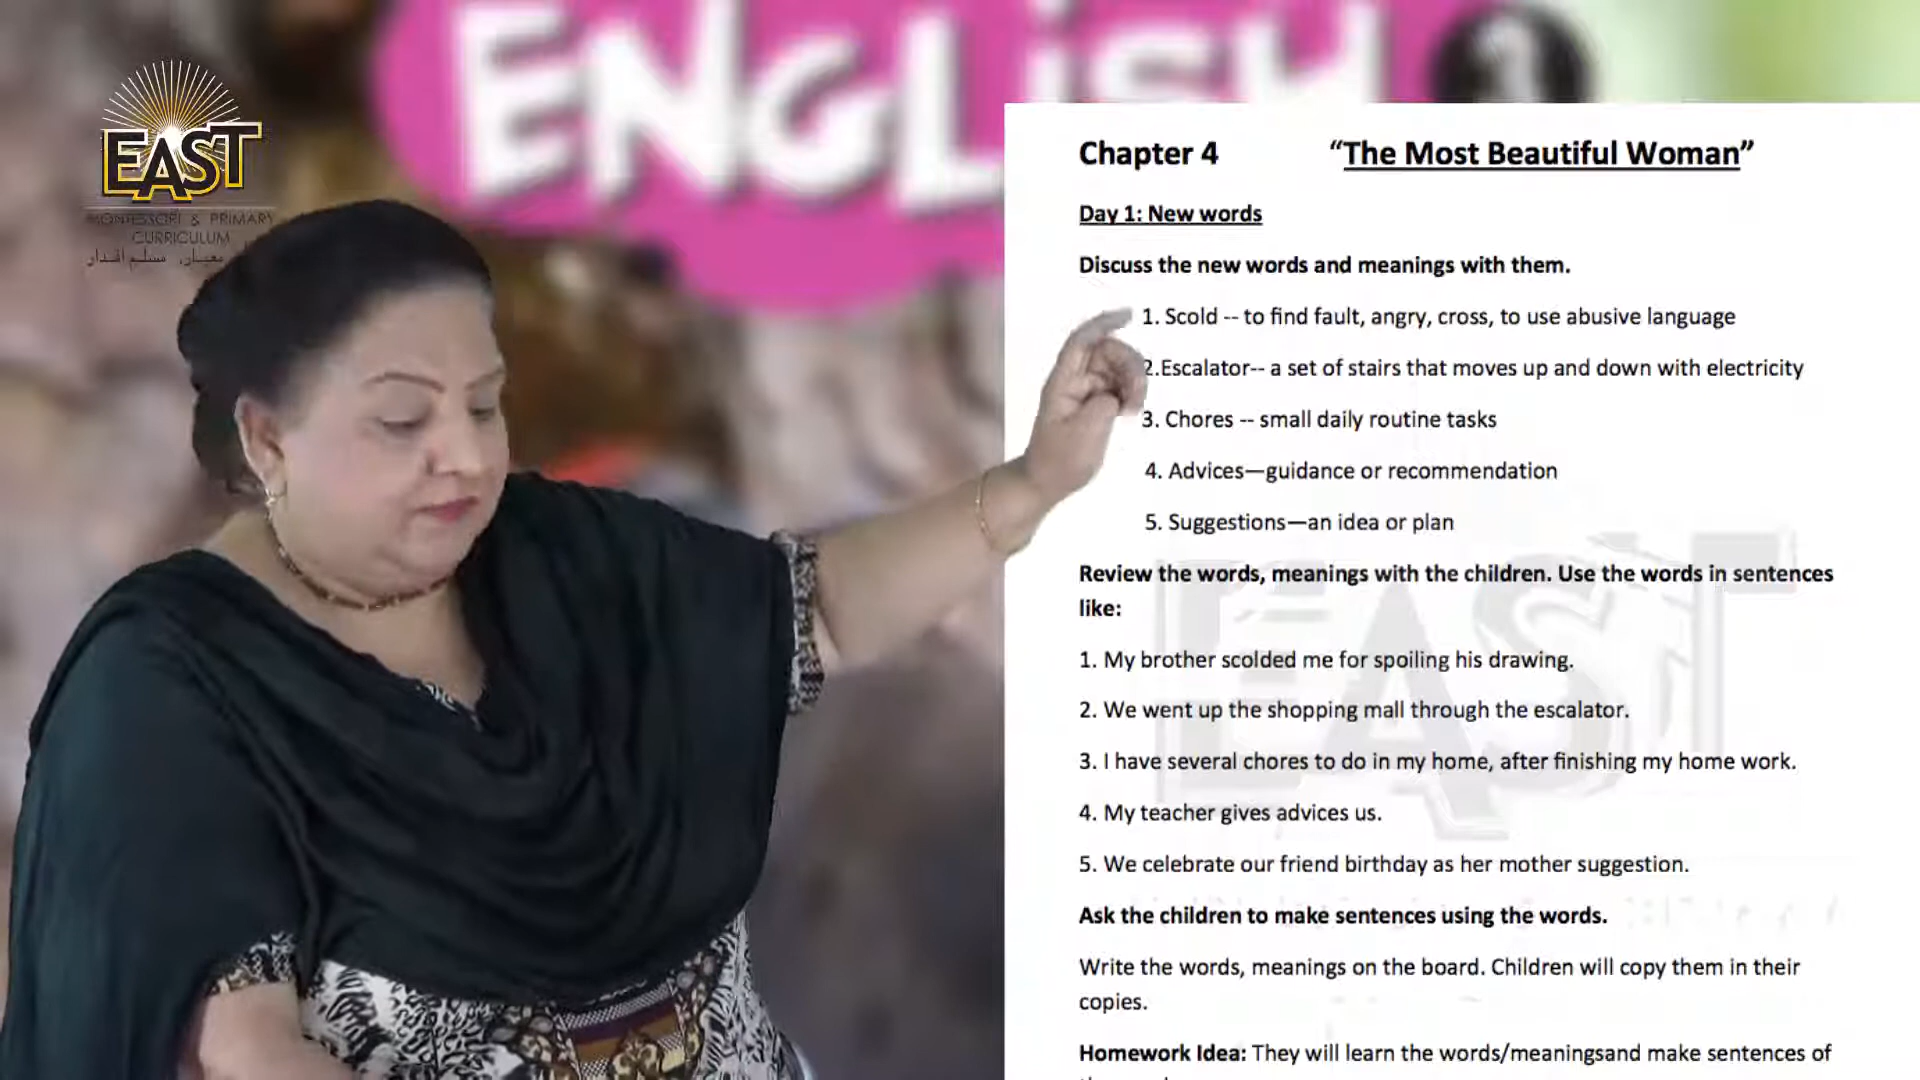 ENGLISH 3
EAST
MONTESSORI & PRIMARY
CURRICULUM
معیار، مسلم اقدار
Chapter 4 “The Most Beautiful Woman”
Day 1: New words
Discuss the new words and meanings with them.
1. Scold -- to find fault, angry, cross, to use abusive language
2.Escalator-- a set of stairs that moves up and down with electricity
3. Chores -- small daily routine tasks
4. Advices—guidance or recommendation
5. Suggestions—an idea or plan
Review the words, meanings with the children. Use the words in sentences
like:
1. My brother scolded me for spoiling his drawing.
2. We went up the shopping mall through the escalator.
3. I have several chores to do in my home, after finishing my home work.
4. My teacher gives advices us.
5. We celebrate our friend birthday as her mother suggestion.
Ask the children to make sentences using the words.
Write the words, meanings on the board. Children will copy them in their
copies.
Homework Idea: They will learn the words/meaningsand make sentences of